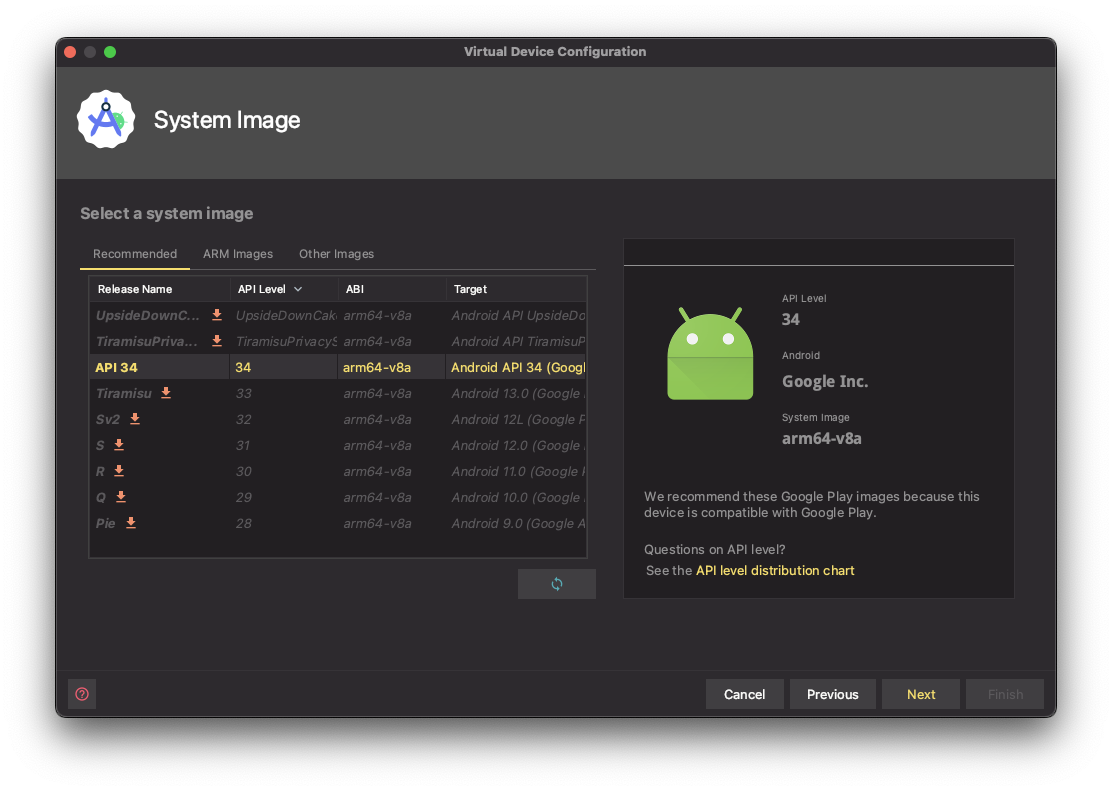 Virtual Device Configuration
System Image
Select a system image
Recommended ARM Images Other Images
Release Name API Level ABI Target
UpsideDownC... UpsideDownCak arm64-v8a Android API UpsideDo
TiramisuPriva... TiramisuPrivacyS arm64-v8a Android API TiramisuP
API 34 34 arm64-v8a Android API 34 (Googl
Tiramisu 33 arm64-v8a Android 13.0 (Google
Sv2 32 arm64-v8a Android 12L (Google P
S 31 arm64-v8a Android 12.0 (Google
R 30 arm64-v8a Android 11.0 (Google
Q 29 arm64-v8a Android 10.0 (Google
Pie 28 arm64-v8a Android 9.0 (Google A
API Level
34
Android
Google Inc.
System Image
arm64-v8a
We recommend these Google Play images because this
device is compatible with Google Play.
Questions on API level?
See the API level distribution chart
? Cancel Previous Next Finish